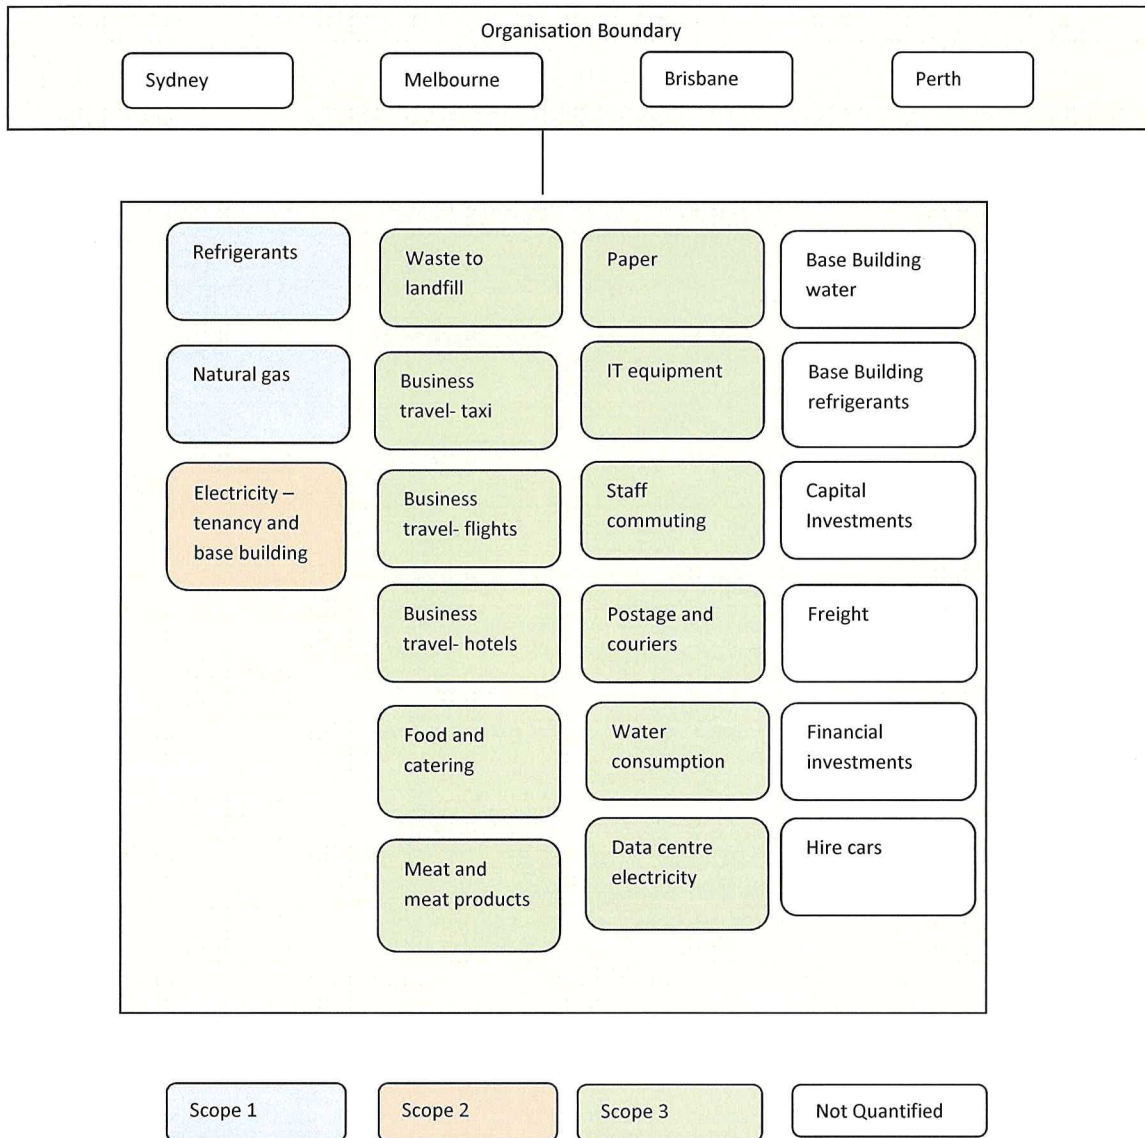 Organisation Boundary
Sydney
Melbourne
Brisbane
Perth
Refrigerants
Natural gas
Electricity –
tenancy and
base building
Waste to
landfill
Business
travel- taxi
Business
travel- flights
Business
travel- hotels
Food and
catering
Meat and
meat products
Paper
IT equipment
Staff
commuting
Postage and
couriers
Water
consumption
Data centre
electricity
Base Building
water
Base Building
refrigerants
Capital
Investments
Freight
Financial
investments
Hire cars
Scope 1
Scope 2
Scope 3
Not Quantified